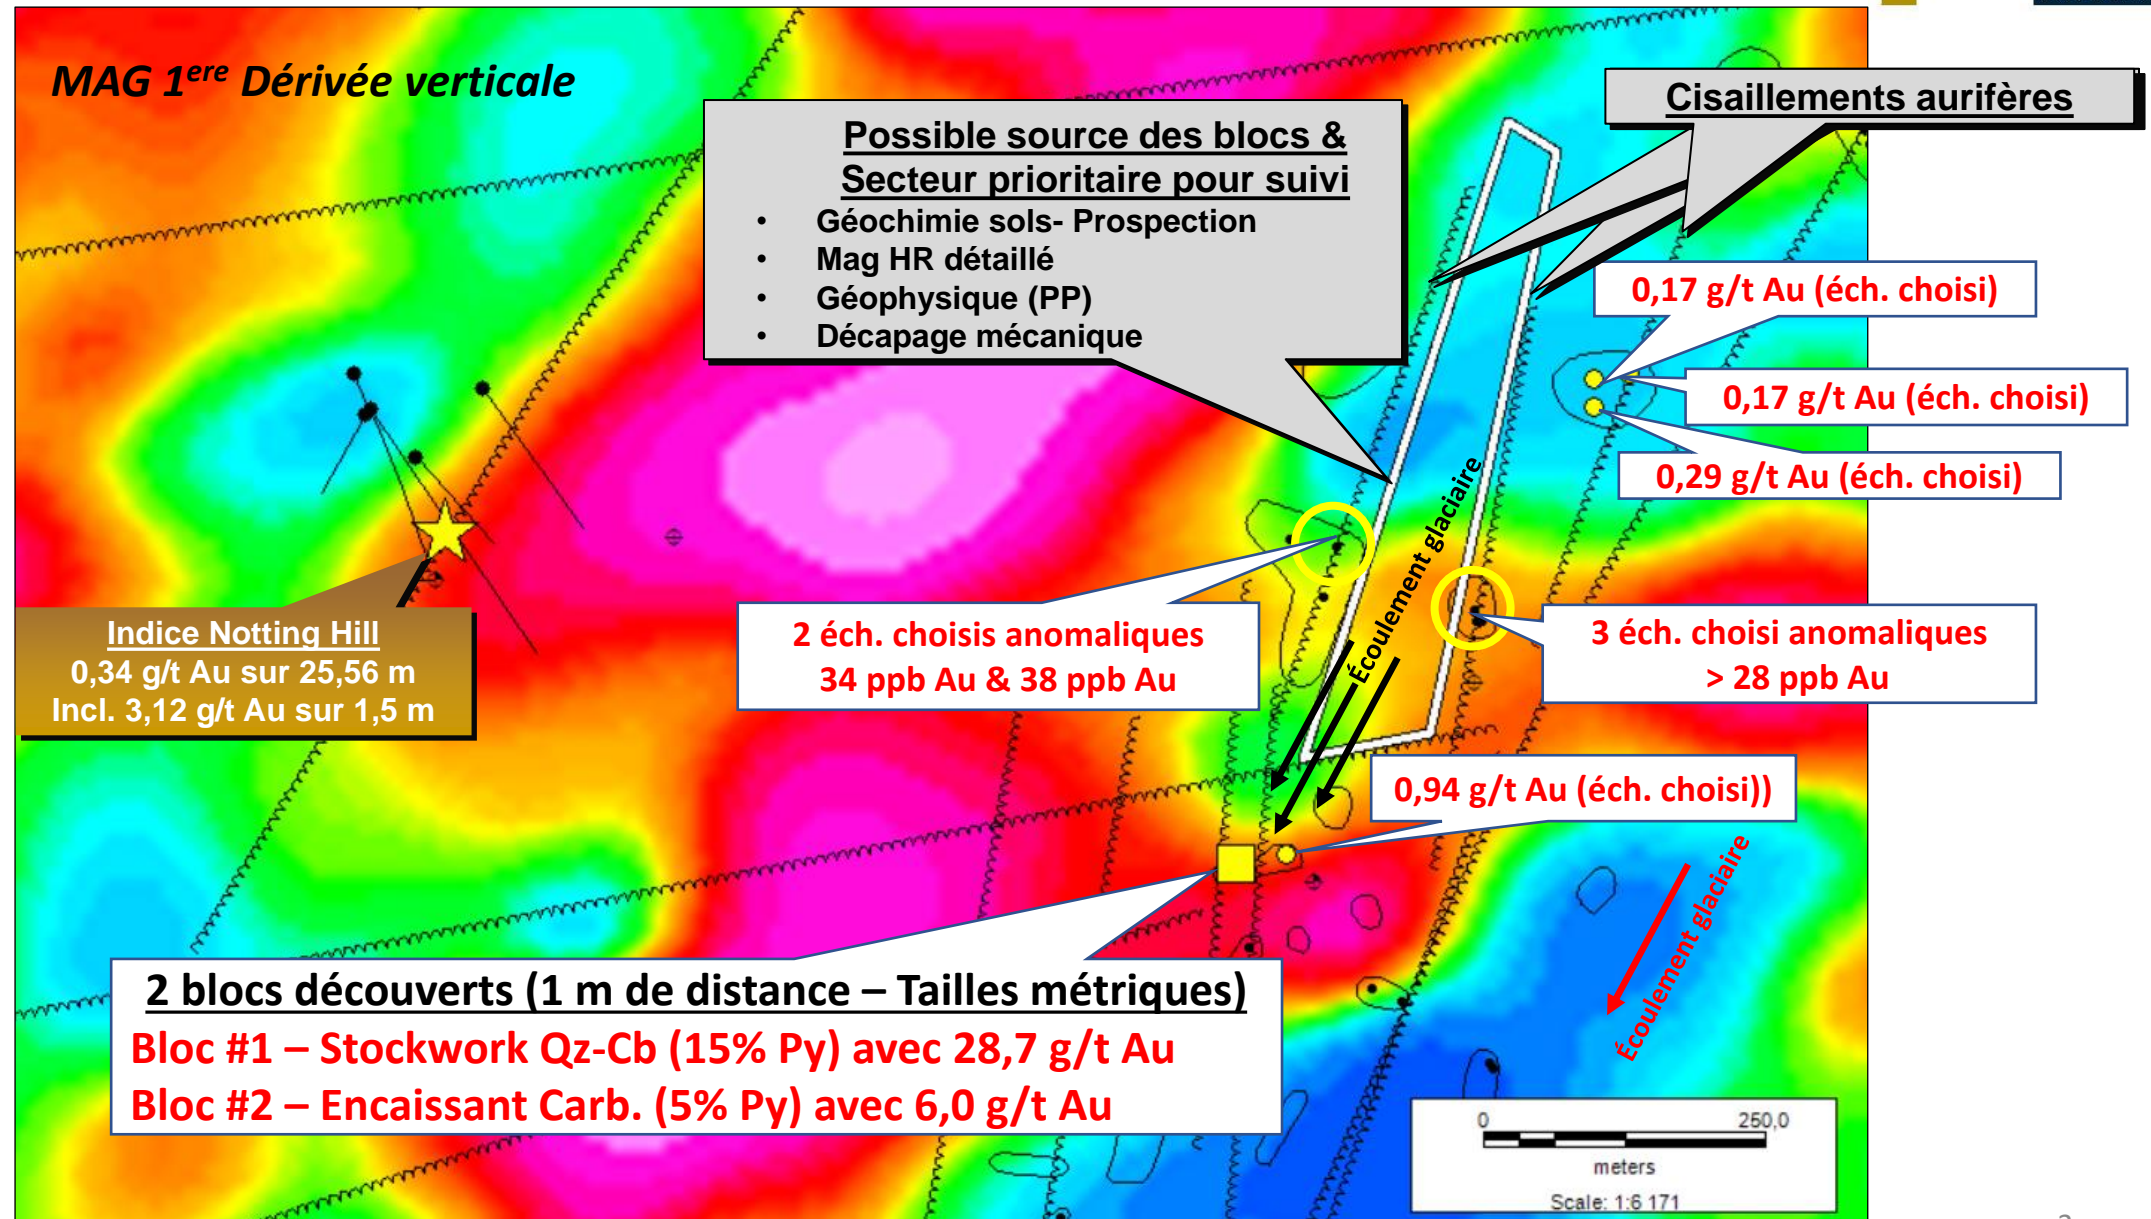 MAG 1ere Dérivée verticale
Cisaillements aurifères
Possible source des blocs &
Secteur prioritaire pour suivi
• Géochimie sols- Prospection
• Mag HR détaillé
• Géophysique (PP)
• Décapage mécanique
0,17 g/t Au (éch. choisi)
0,17 g/t Au (éch. choisi)
0,29 g/t Au (éch. choisi)
Écoulement glaciaire
Indice Notting Hill
0,34 g/t Au sur 25,56 m
Incl. 3,12 g/t Au sur 1,5 m
2 éch. choisis anomaliques
34 ppb Au & 38 ppb Au
3 éch. choisi anomaliques
> 28 ppb Au
0,94 g/t Au (éch. choisi))
Écoulement glaciaire
2 blocs découverts (1 m de distance – Tailles métriques)
Bloc #1 – Stockwork Qz-Cb (15% Py) avec 28,7 g/t Au
Bloc #2 – Encaissant Carb. (5% Py) avec 6,0 g/t Au
0 250,0
meters
Scale: 1:6 171